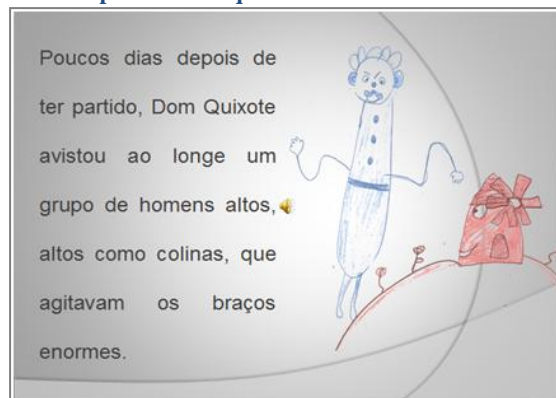 Poucos dias depois de
ter partido, Dom Quixote
avistou ao longe um
grupo de homens altos,
altos como colinas, que
agitavam os braços
enormes.